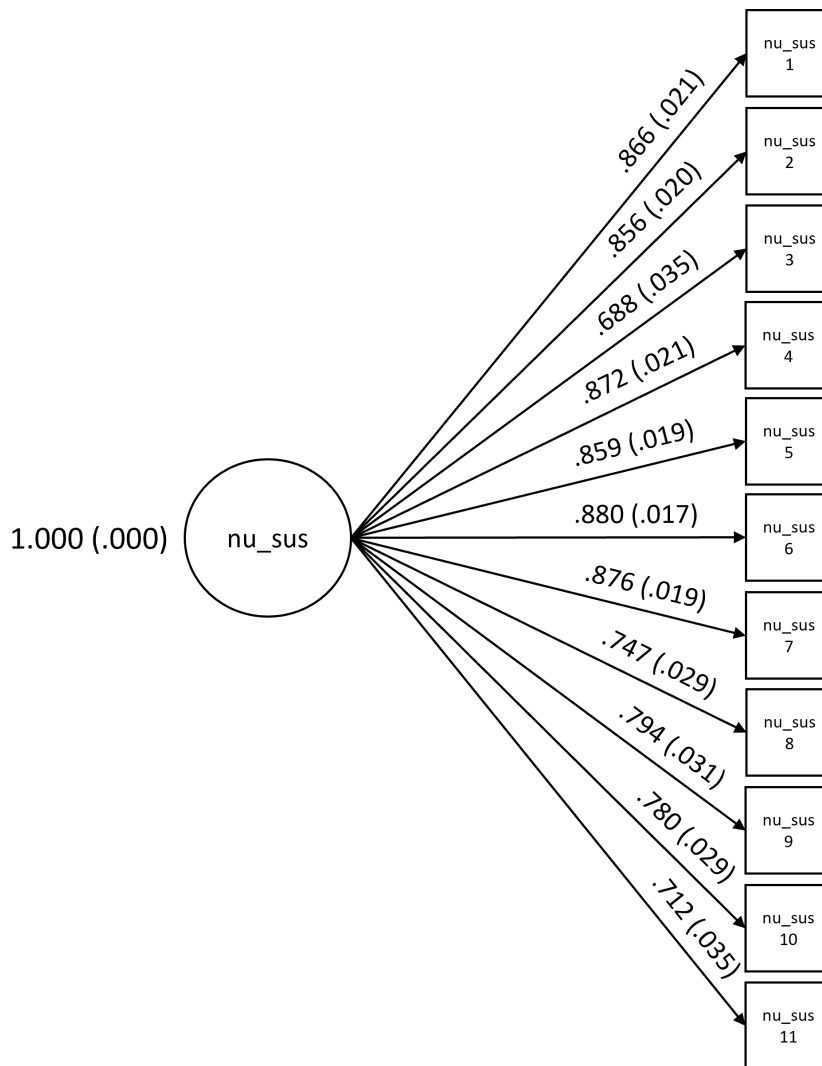 nu_sus
1
.866 (.021)
nu_sus
2
.856 (.020)
nu_sus
3
.688 (.035)
nu_sus
4
.872 (.021)
nu_sus
5
.859 (.019)
nu_sus
6
.880 (.017)
1.000 (.000)
nu_sus
nu_sus
7
.876 (.019)
nu_sus
8
.747 (.029)
nu_sus
9
.794 (.031)
nu_sus
10
.780 (.029)
nu_sus
11
.712 (.035)